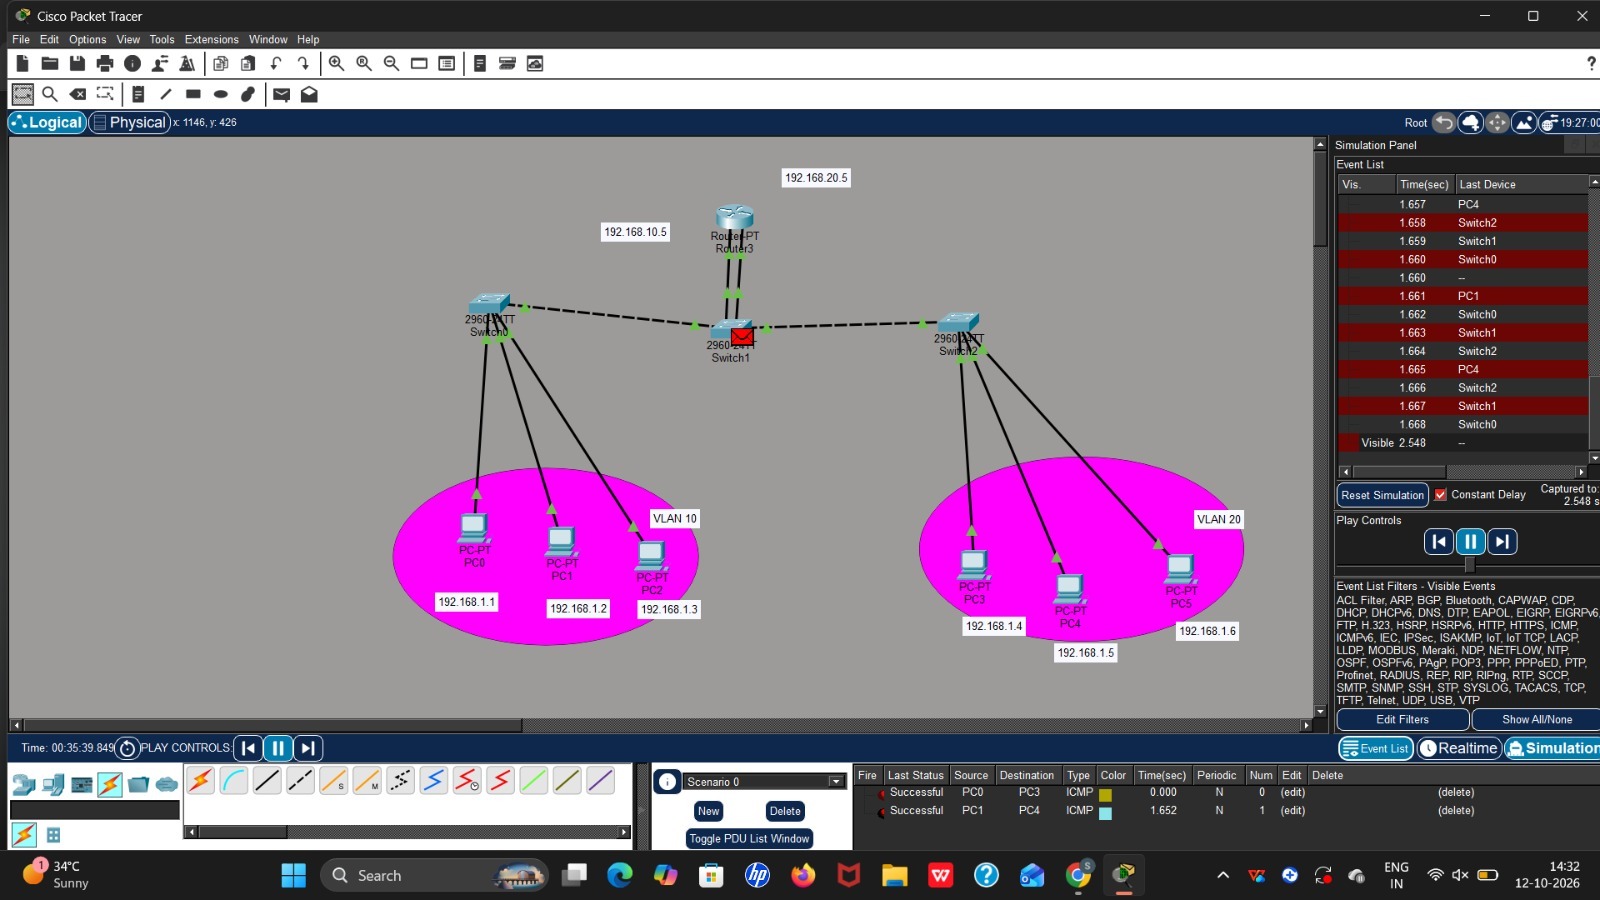 Cisco Packet Tracer
File Edit Options View Tools Extensions Window Help
?
Logical Physical x: 1146, y: 426 Root 19:27:00
192.168.20.5
192.168.10.5
Router-PT
Router3
2960-24TT
Switch0
2960-24TT
Switch1
2960-24TT
Switch2
VLAN 10
VLAN 20
PC-PT
PC0
PC-PT
PC1
PC-PT
PC2
PC-PT
PC3
PC-PT
PC4
PC-PT
PC5
192.168.1.1
192.168.1.2
192.168.1.3
192.168.1.4
192.168.1.5
192.168.1.6
Simulation Panel
Event List
Vis. Time(sec) Last Device
1.657 PC4
1.658 Switch2
1.659 Switch1
1.660 Switch0
1.660 --
1.661 PC1
1.662 Switch0
1.663 Switch1
1.664 Switch2
1.665 PC4
1.666 Switch2
1.667 Switch1
1.668 Switch0
Visible 2.548 --
Reset Simulation Constant Delay Captured to:
2.548 s
Play Controls
Event List Filters - Visible Events
ACL Filter, ARP, BGP, Bluetooth, CAPWAP, CDP,
DHCP, DHCPv6, DNS, DTP, EAPOL, EIGRP, EIGRPv6,
FTP, H.323, HSRP, HSRPv6, HTTP, HTTPS, ICMP,
ICMPv6, IEC, IPSec, ISAKMP, IoT, IoT TCP, LACP,
LLDP, MODBUS, Meraki, NDP, NETFLOW, NTP,
OSPF, OSPFv6, PAgP, POP3, PPP, PPPoED, PTP,
Profinet, RADIUS, REP, RIP, RIPng, RTP, SCCP,
SMTP, SNMP, SSH, STP, SYSLOG, TACACS, TCP,
TFTP, Telnet, UDP, USB, VTP
Edit Filters Show All/None
Time: 00:35:39.849 PLAY CONTROLS: Event List Realtime Simulation
Scenario 0
New Delete
Toggle PDU List Window
Fire Last Status Source Destination Type Color Time(sec) Periodic Num Edit Delete
Successful PC0 PC3 ICMP 0.000 N 0 (edit) (delete)
Successful PC1 PC4 ICMP 1.652 N 1 (edit) (delete)
1
34°C
Sunny
Search
ENG
IN
14:32
12-10-2026